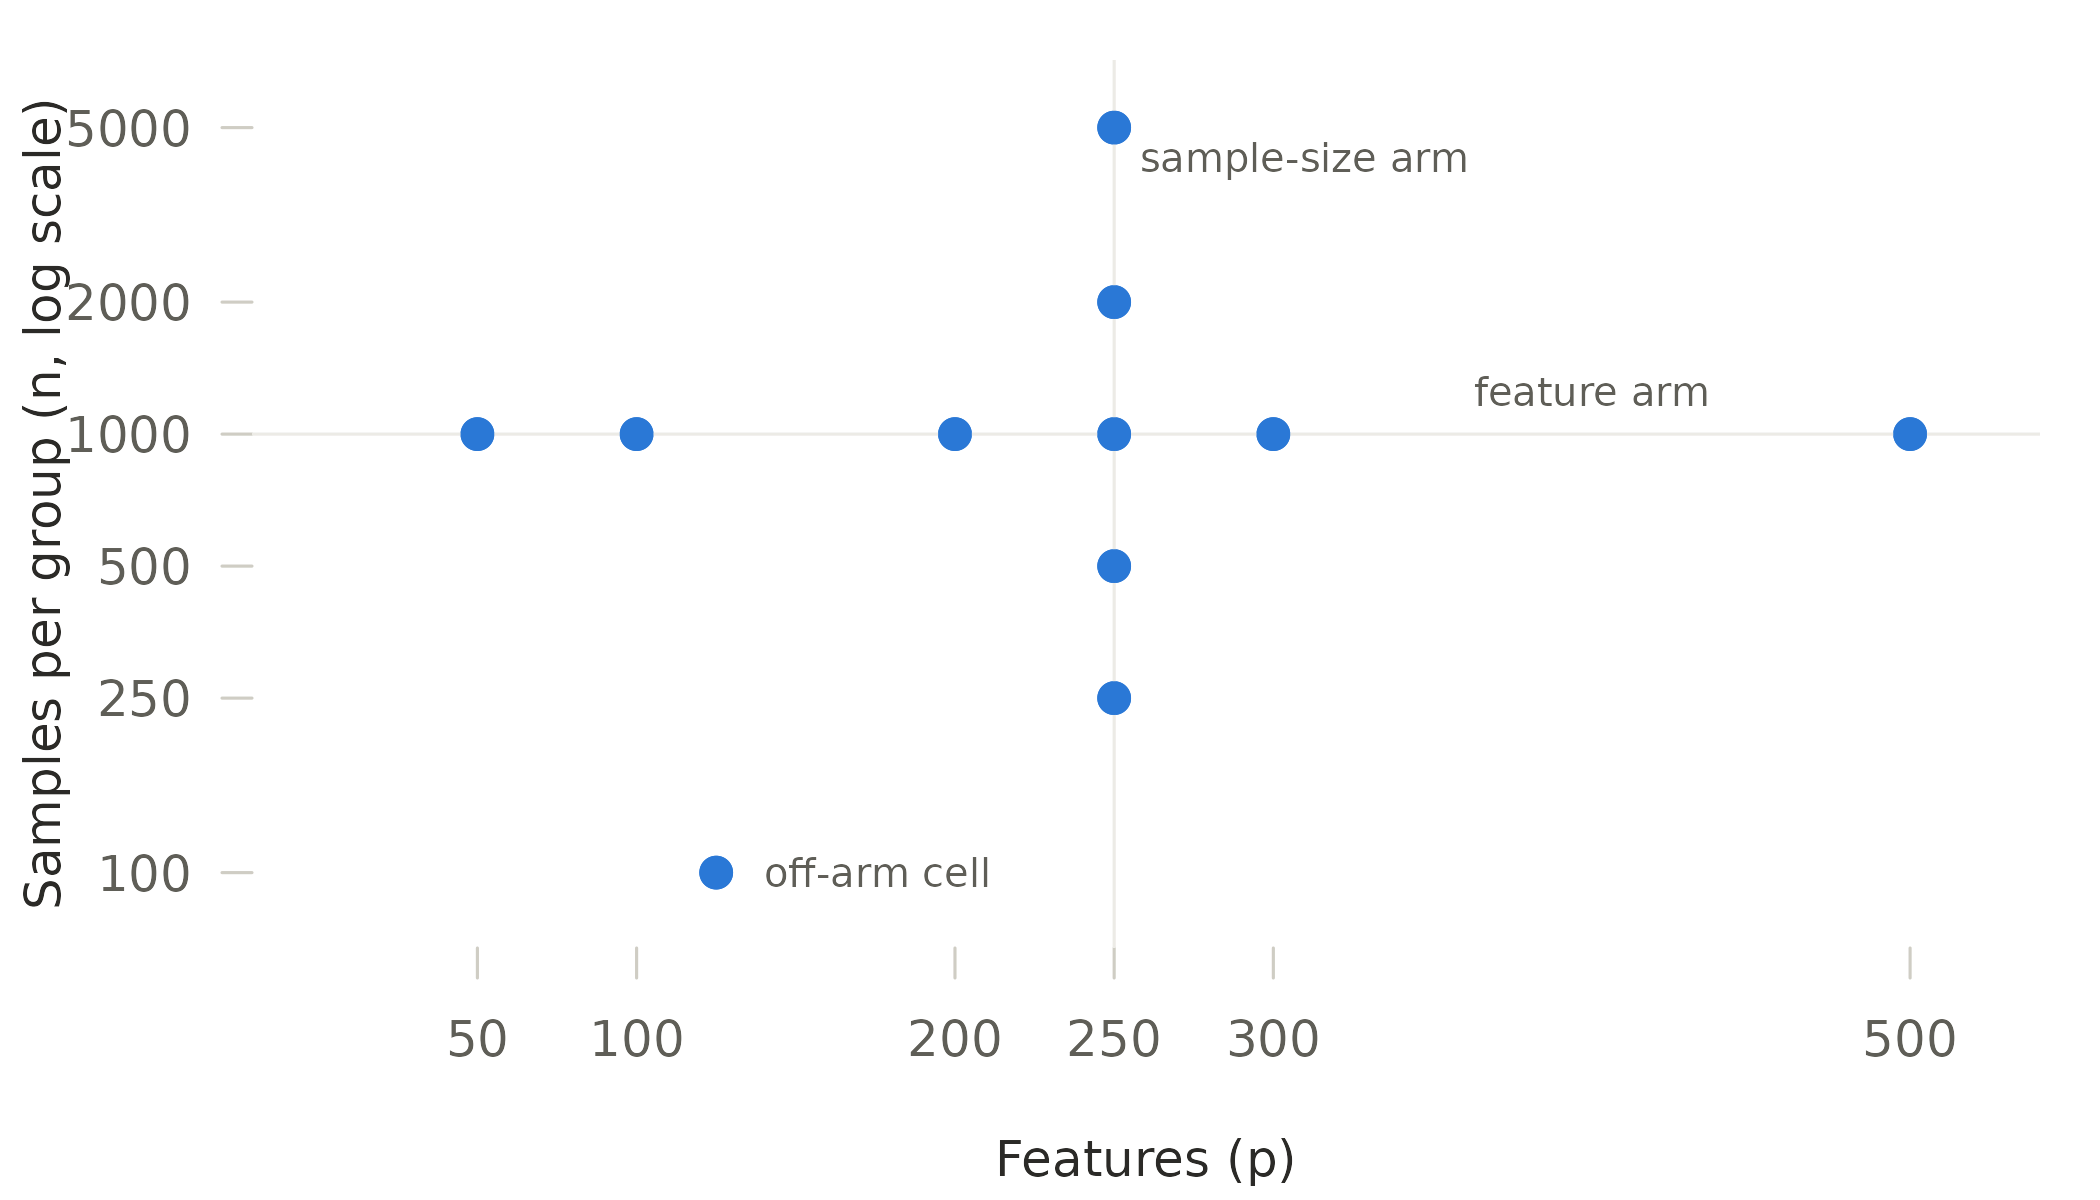 Samples per group (n, log scale)
5000
2000
1000
500
250
100
sample-size arm
feature arm
off-arm cell
50 100 200 250 300 500
Features (p)